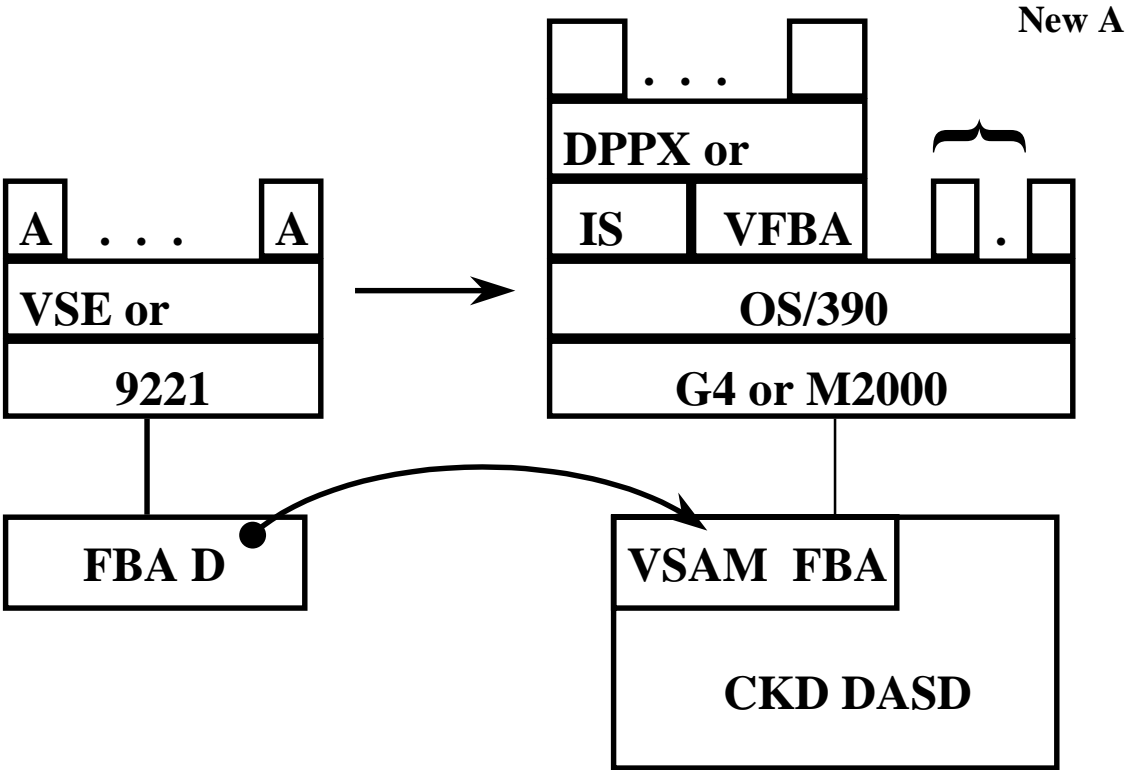 New A
DPPX or
IS VFBA
A . . . A
VSE or
OS/390
9221
G4 or M2000
FBA D
VSAM FBA
CKD DASD